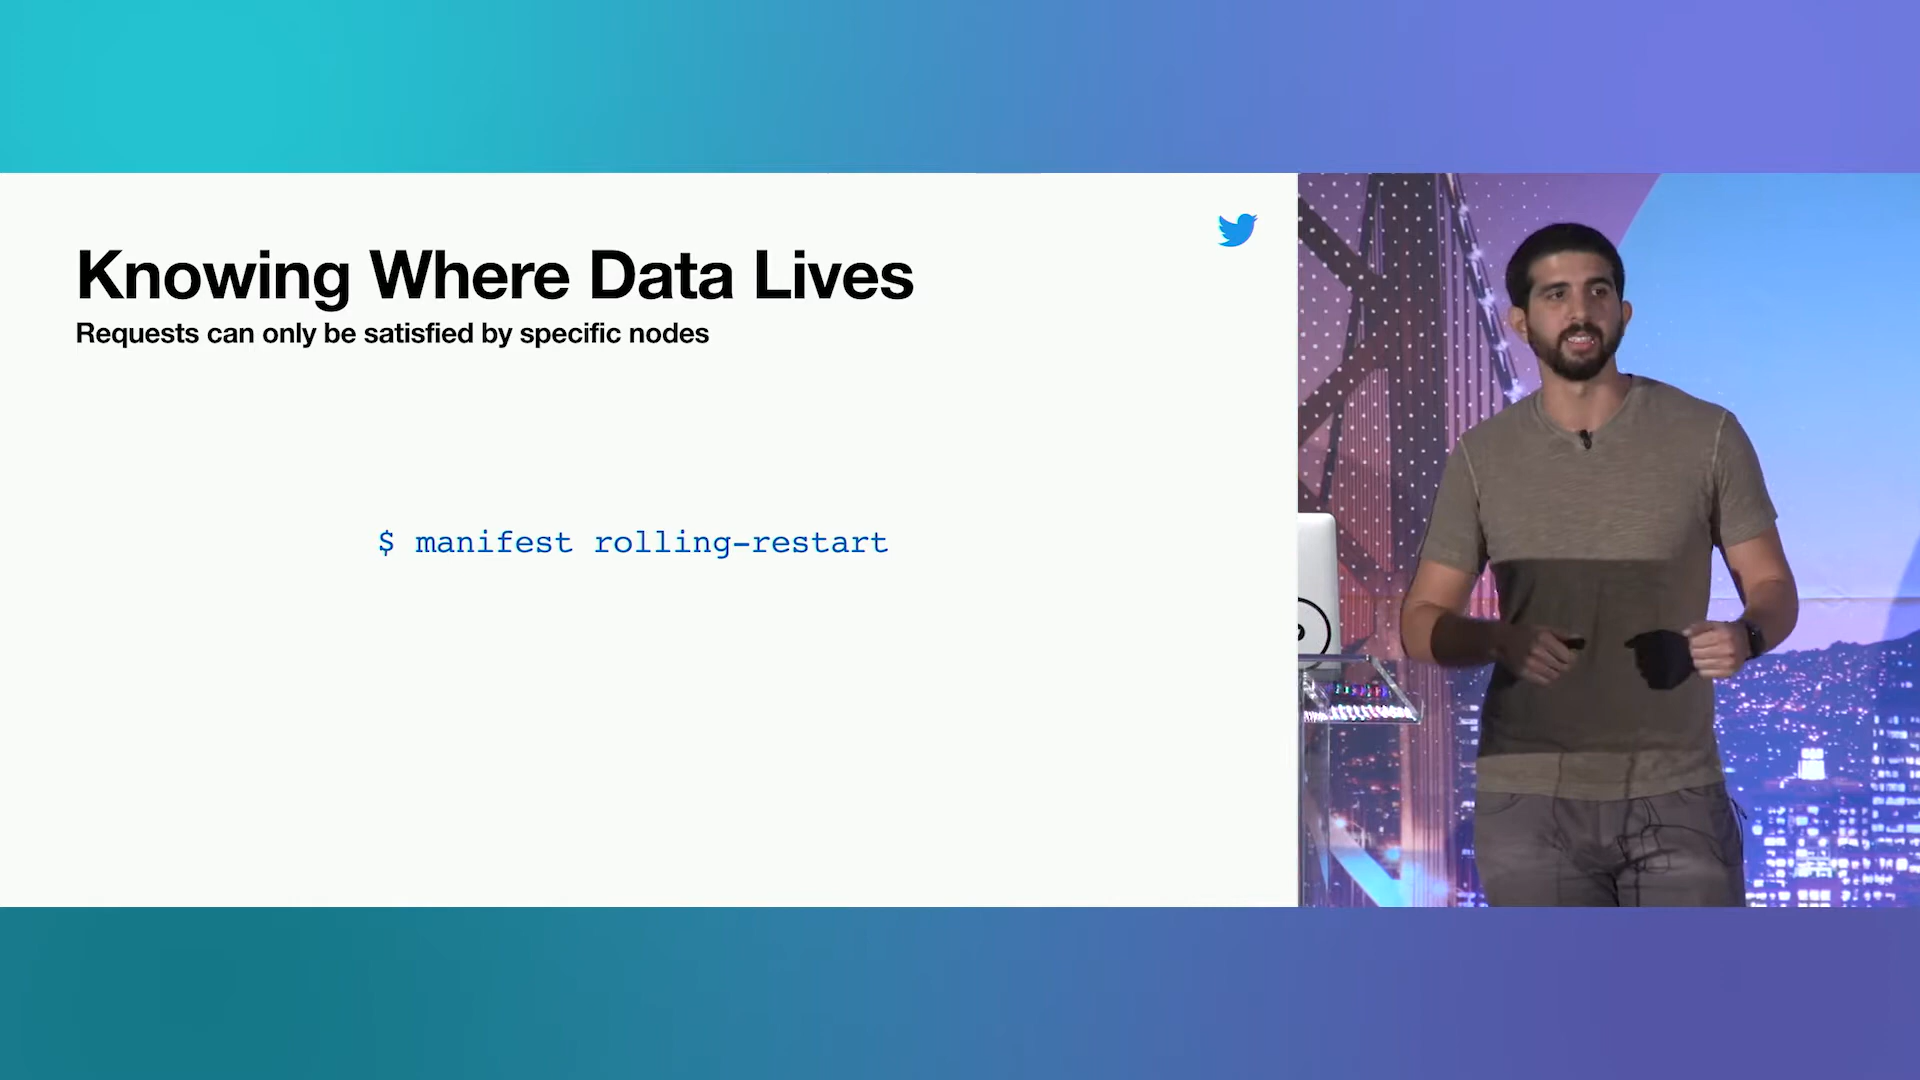 Knowing Where Data Lives
Requests can only be satisfied by specific nodes
$ manifest rolling-restart